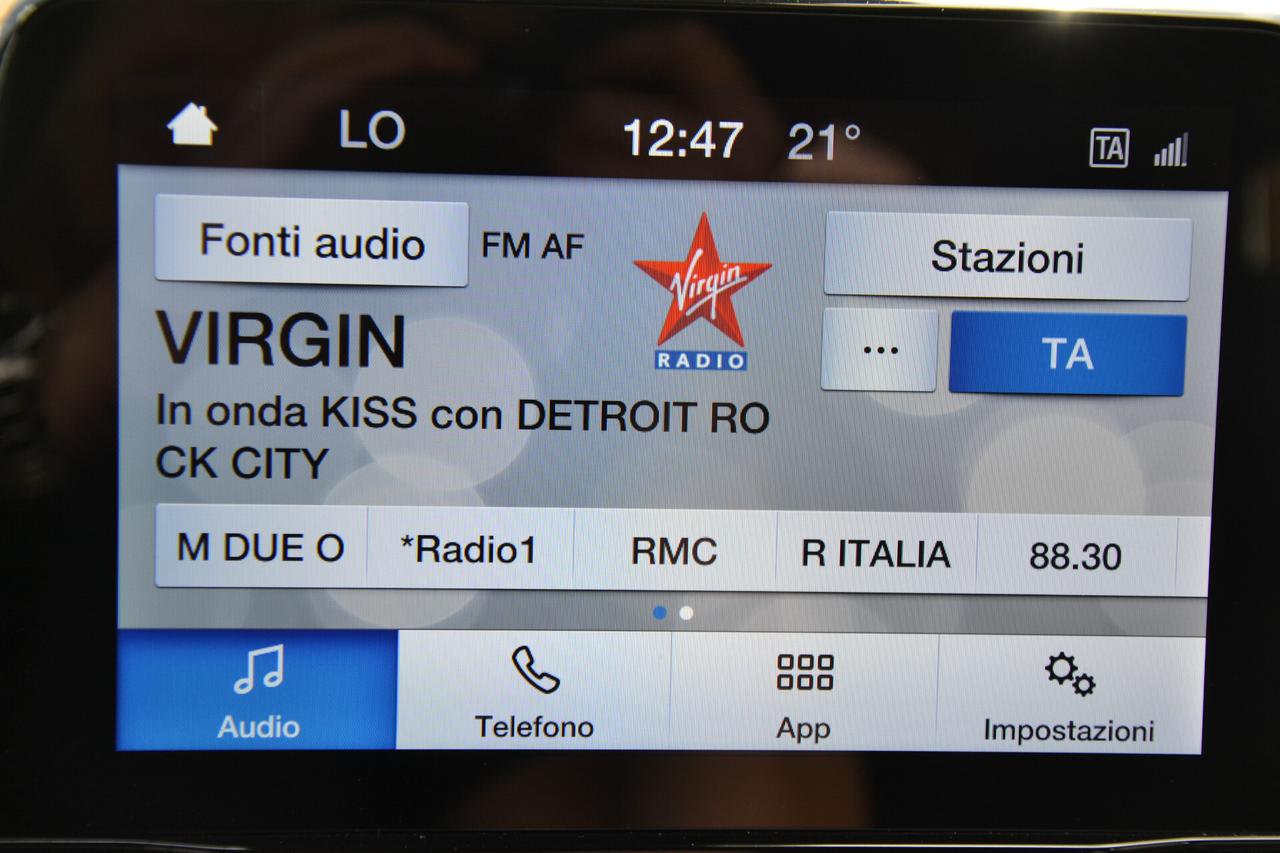 LO 12:47 21° TA
Fonti audio FM AF Virgin RADIO Stazioni
... TA
VIRGIN
In onda KISS con DETROIT RO
CK CITY
M DUE O *Radio1 RMC R ITALIA 88.30
Audio Telefono App Impostazioni